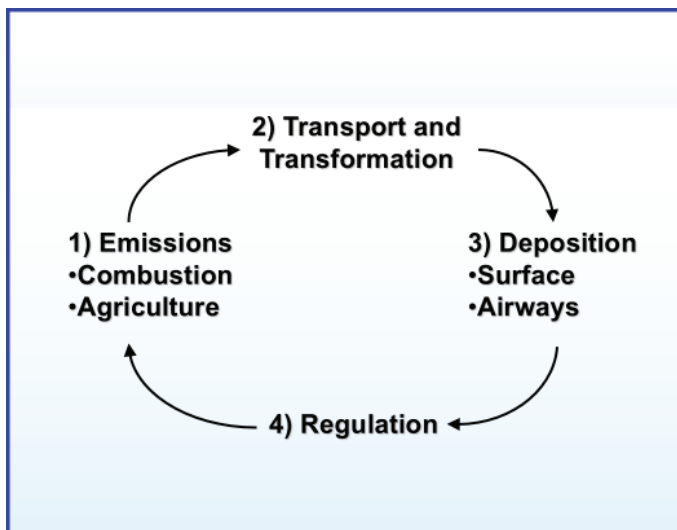 2) Transport and
Transformation
1) Emissions
•Combustion
•Agriculture
3) Deposition
•Surface
•Airways
4) Regulation